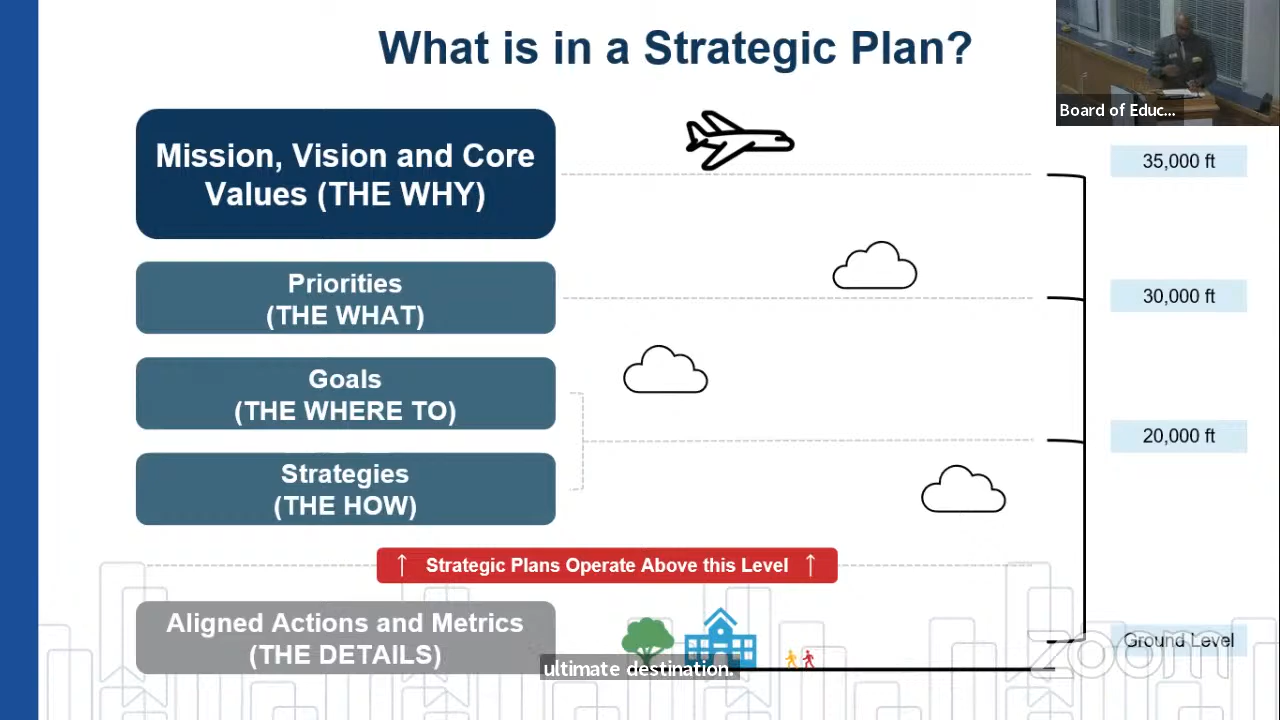 What is in a Strategic Plan?
Board of Educ...
Mission, Vision and Core
Values (THE WHY)
35,000 ft
Priorities
(THE WHAT)
30,000 ft
Goals
(THE WHERE TO)
20,000 ft
Strategies
(THE HOW)
↑ Strategic Plans Operate Above this Level ↑
Aligned Actions and Metrics
(THE DETAILS)
Ground Level
zoom
ultimate destination.